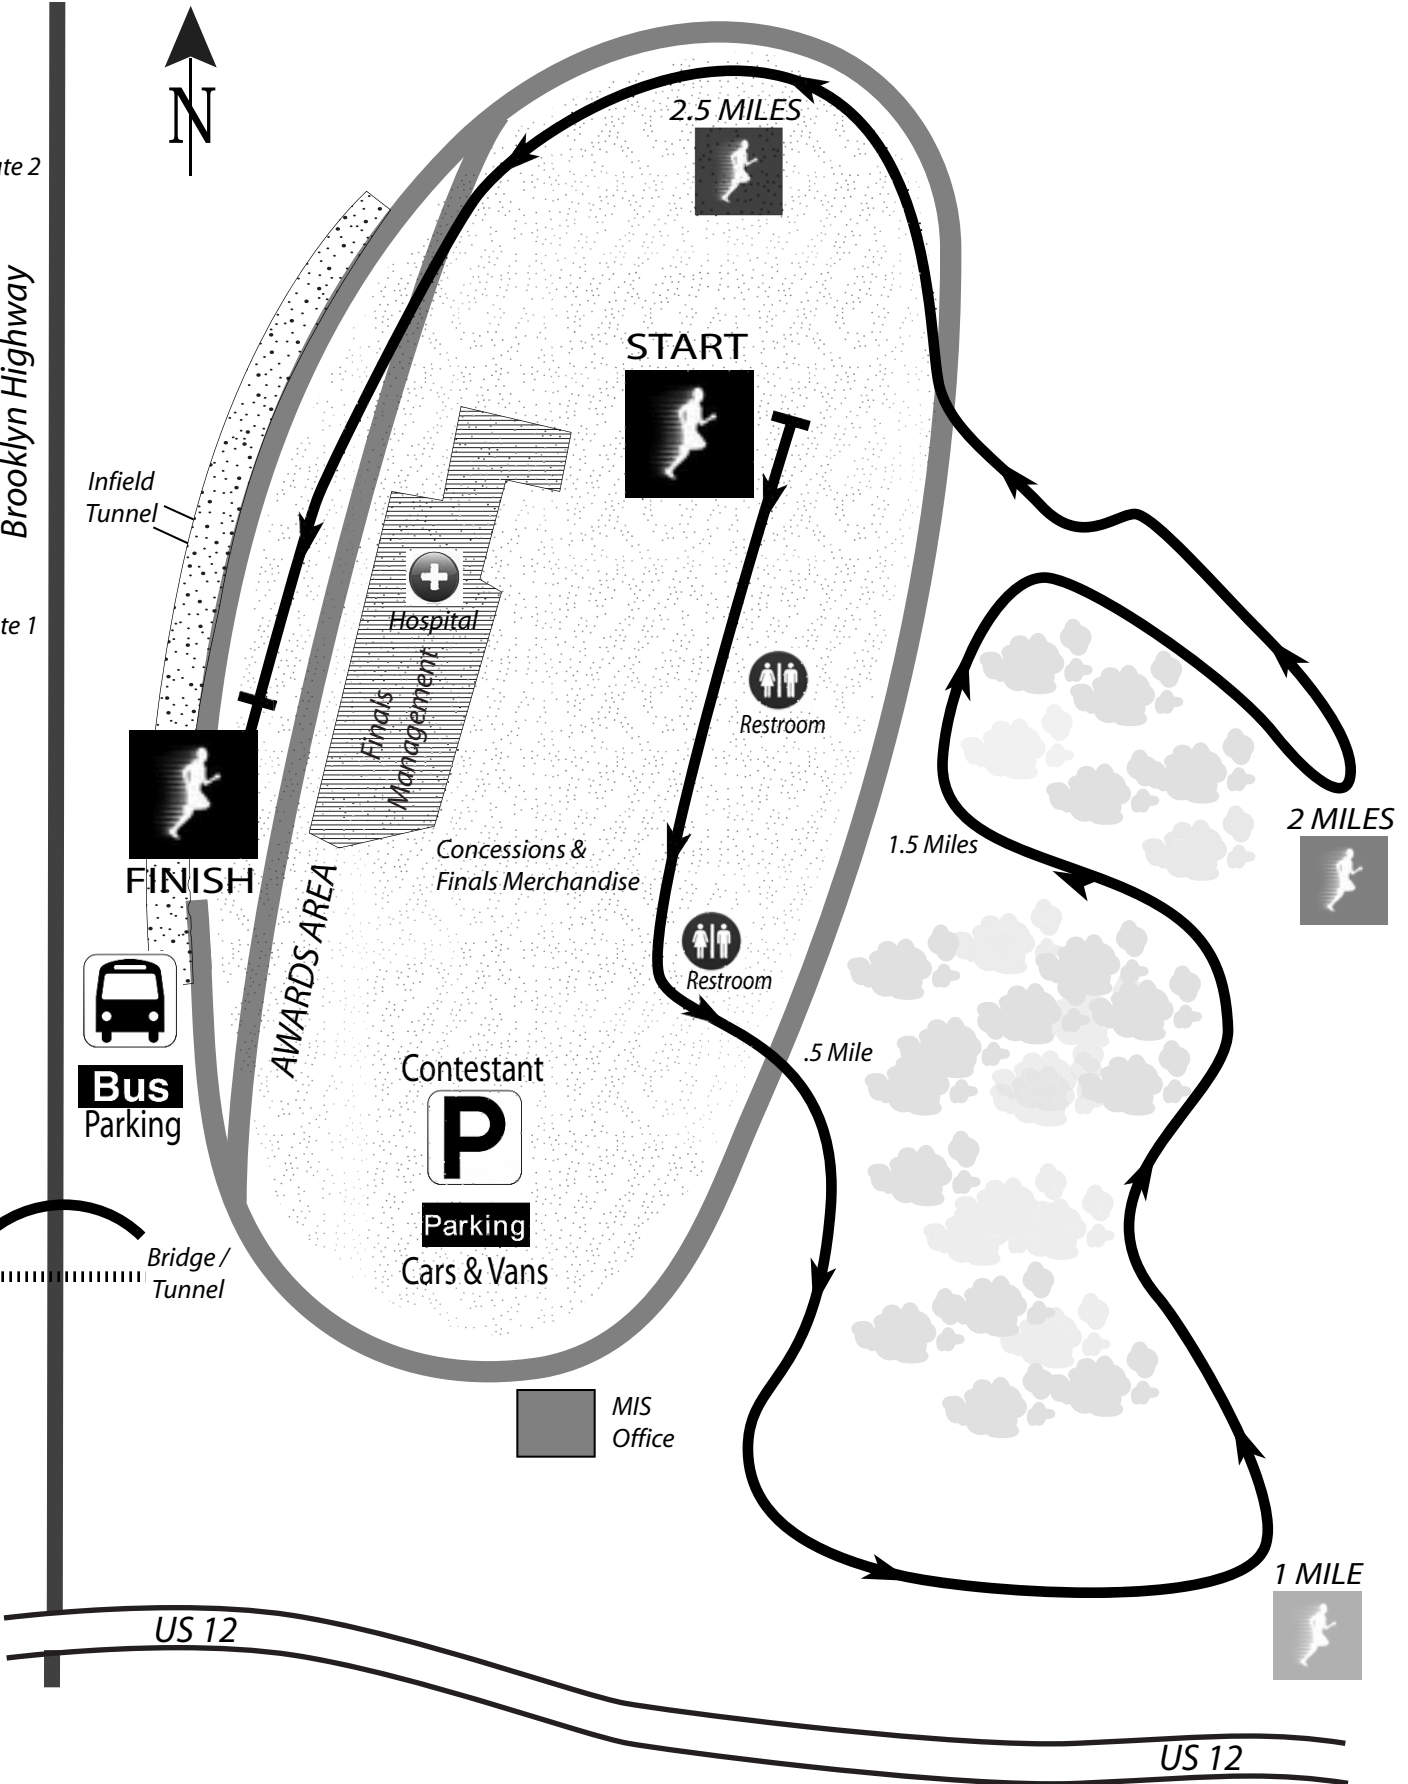 N
2.5 MILES
te 2
Brooklyn Highway
START
Infield
Tunnel
Hospital
te 1
Finals
Management
Restroom
2 MILES
1.5 Miles
Concessions &
Finals Merchandise
FINISH
AWARDS AREA
Restroom
.5 Mile
Contestant
P
Parking
Cars & Vans
Bus
Parking
Bridge /
Tunnel
MIS
Office
1 MILE
US 12
US 12